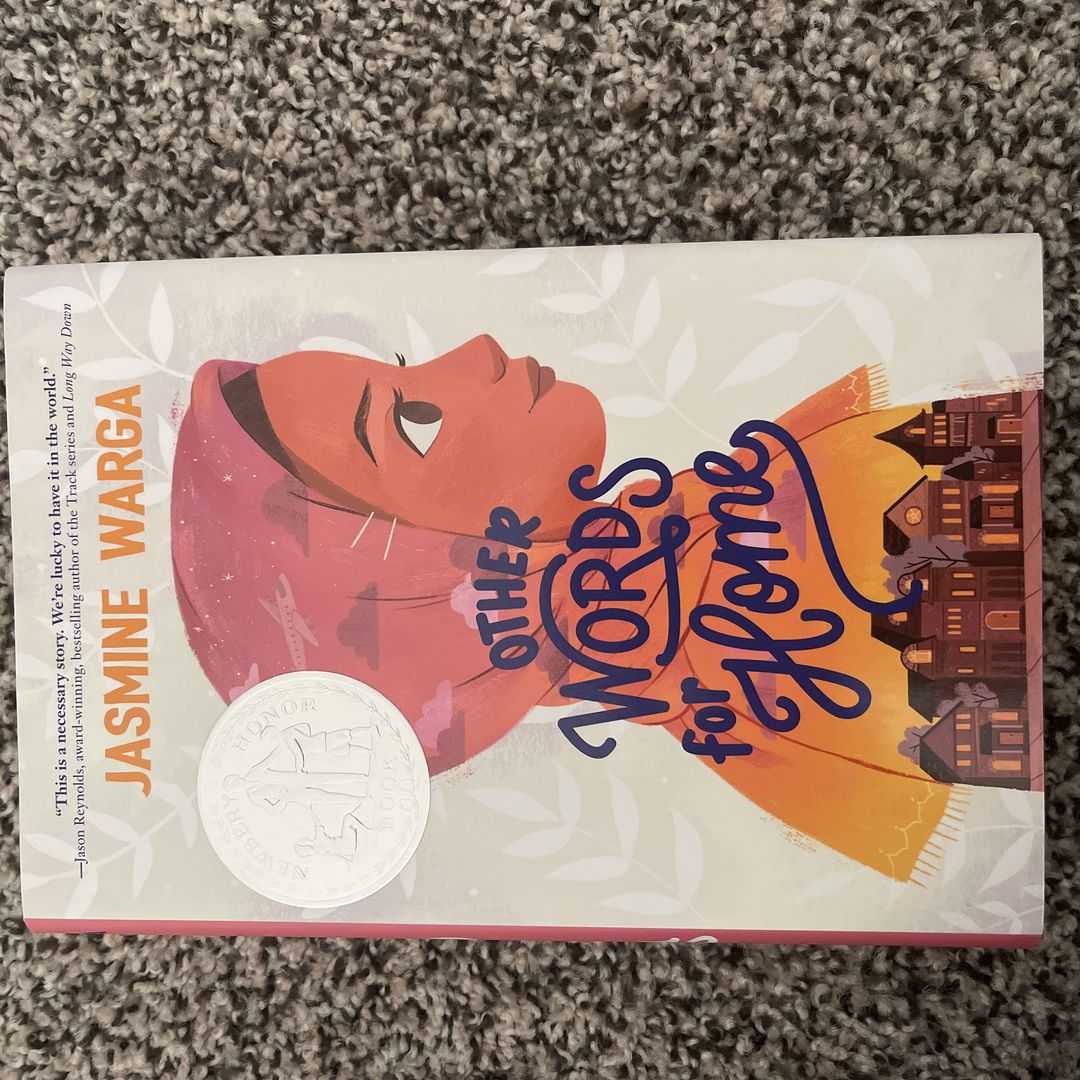 “This is a necessary story. We’re lucky to have it in the world.”
—Jason Reynolds, award-winning, bestselling author of the Track series and Long Way Down
JASMINE WARGA
NEWBERY HONOR BOOK
OTHER
WORDS
for
Home